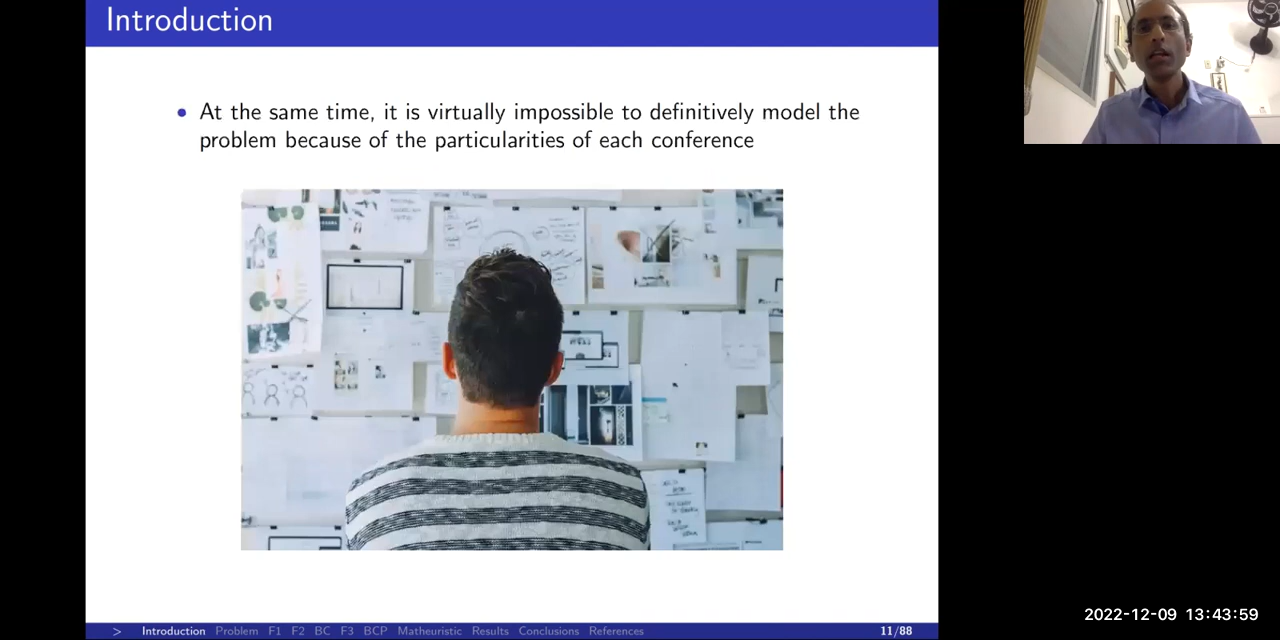 Introduction
At the same time, it is virtually impossible to definitively model the
problem because of the particularities of each conference
> Introduction Problem F1 F2 BC F3 BCP Matheuristic Results Conclusions References 11/88
2022-12-09 13:43:59